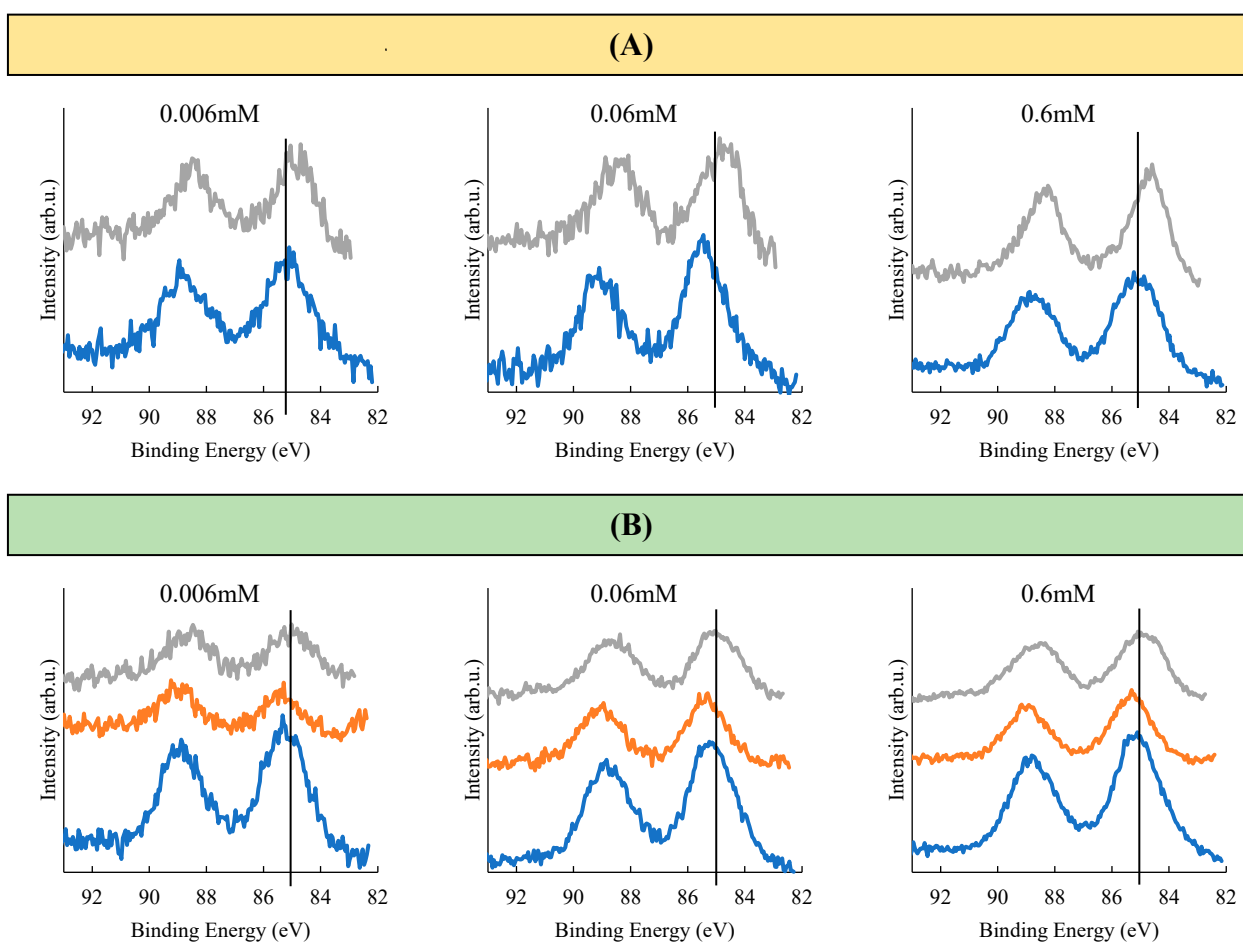 (A)
0.006mM
0.06mM
0.6mM
Intensity (arb.u.)
Intensity (arb.u.)
Intensity (arb.u.)
92 90 88 86 84 82
92 90 88 86 84 82
92 90 88 86 84 82
Binding Energy (eV)
Binding Energy (eV)
Binding Energy (eV)
(B)
0.006mM
0.06mM
0.6mM
Intensity (arb.u.)
Intensity (arb.u.)
Intensity (arb.u.)
92 90 88 86 84 82
92 90 88 86 84 82
92 90 88 86 84 82
Binding Energy (eV)
Binding Energy (eV)
Binding Energy (eV)